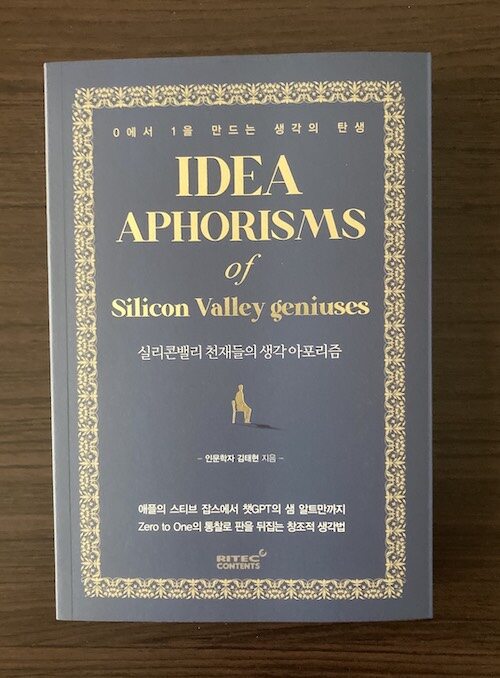 0에서 1을 만드는 생각의 탄생
IDEA
APHORISMS
of
Silicon Valley geniuses
실리콘밸리 천재들의 생각 아포리즘
- 인문학자 김태현 지음 -
애플의 스티브 잡스에서 챗GPT의 샘 알트만까지
Zero to One의 통찰로 판을 뒤집는 창조적 생각법
RITEC
CONTENTS